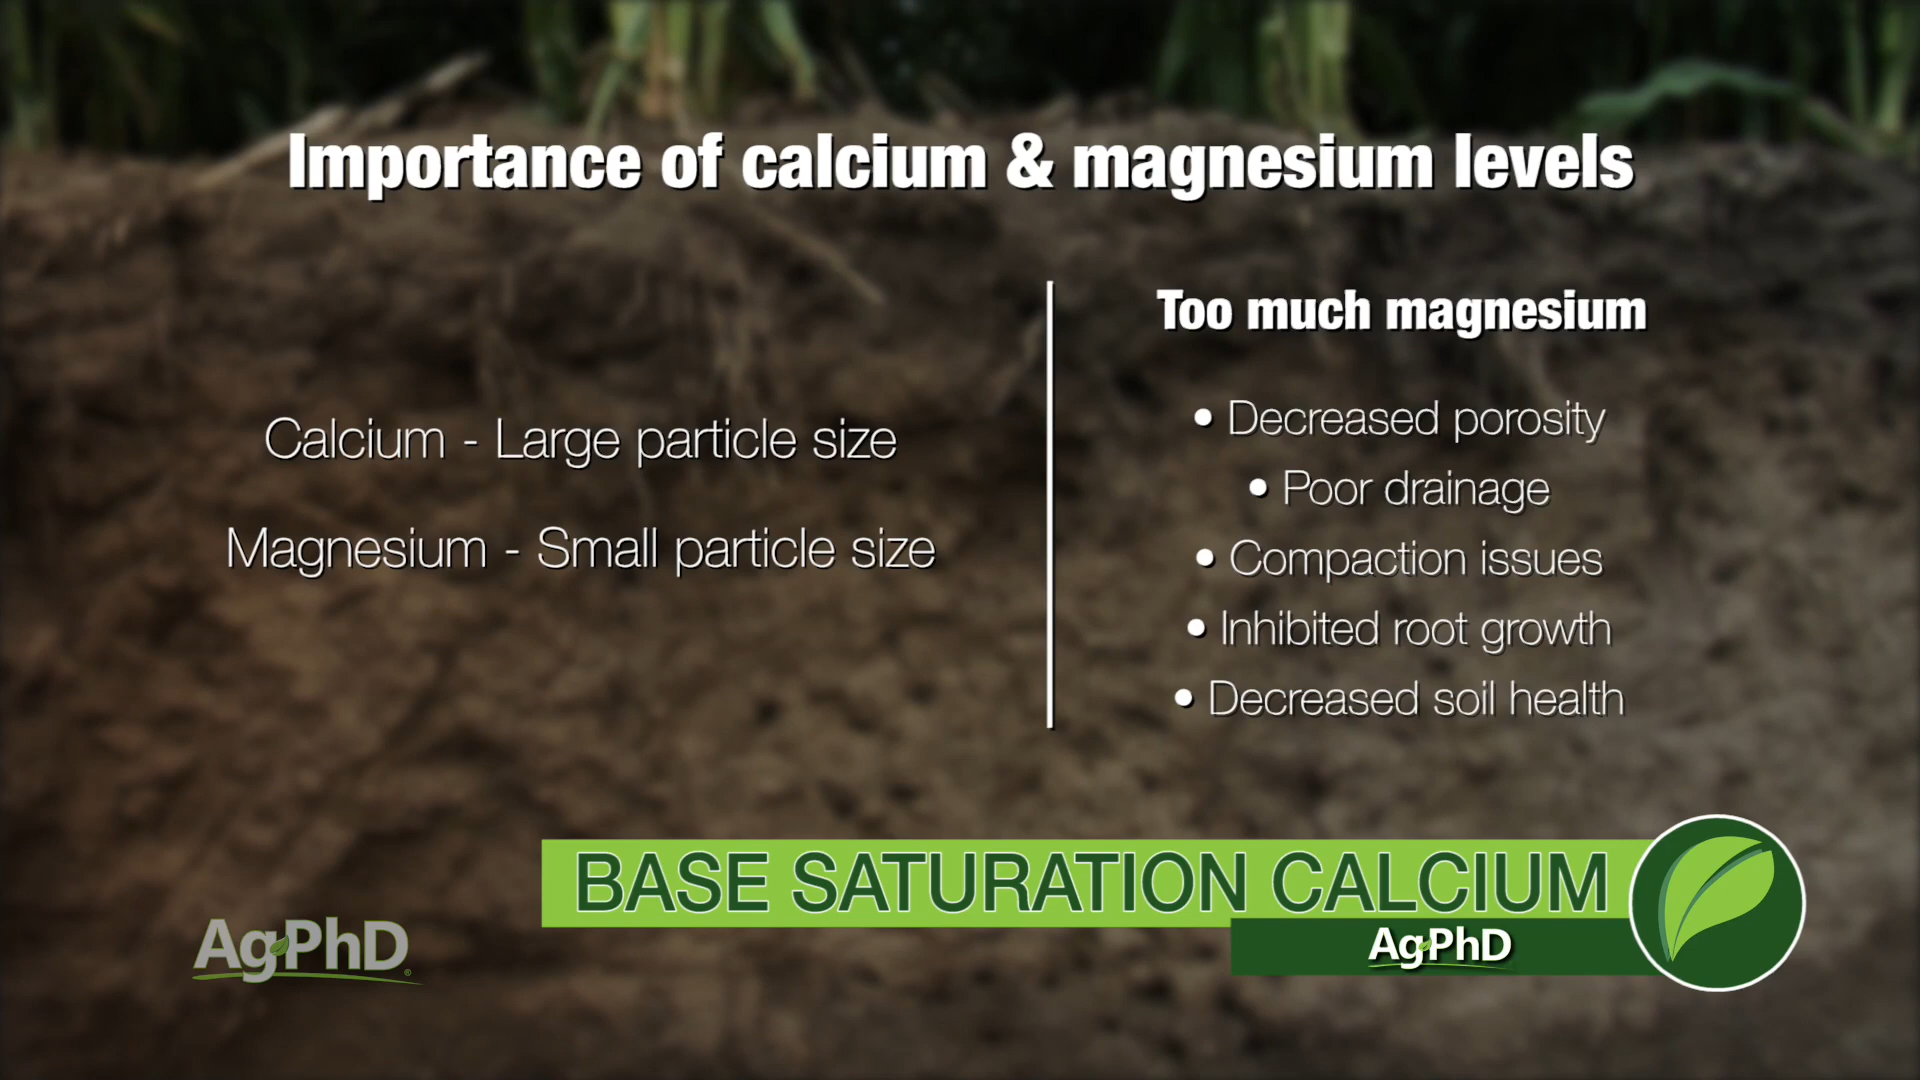 Importance of calcium & magnesium levels
Calcium - Large particle size
Magnesium - Small particle size
Too much magnesium
• Decreased porosity
• Poor drainage
• Compaction issues
• Inhibited root growth
• Decreased soil health
BASE SATURATION CALCIUM
AgPhD
AgPhD®